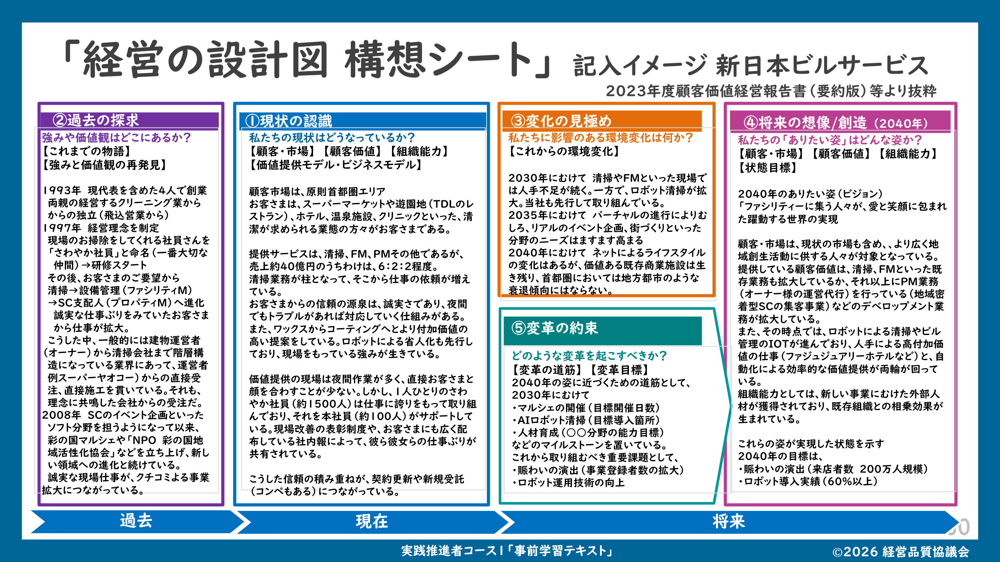 「経営の設計図 構想シート」 記入イメージ 新日本ビルサービス
2023年度顧客価値経営報告書（要約版）等より抜粋
②過去の探求
強みや価値観はどこにあるか？
【これまでの物語】
【強みと価値観の再発見】
1993年 現代表を含めた4人で創業
両親の経営するクリーニング業から
からの独立（飛込営業から）
1997年 経営理念を制定
現場のお掃除をしてくれる社員さんを
「さわやか社員」と命名（一番大切な
仲間）→研修スタート
その後、お客さまのご要望から
清掃→設備管理（ファシリティM）
→SC支配人（プロパティM）へ進化
誠実な仕事ぶりをみていたお客さま
から仕事が拡大。
こうした中、一般的には建物運営者
（オーナー）から清掃会社まで階層構
造になっている業界にあって、運営者
例スーパーヤオコー）からの直接受
注、直接施工を貫いている。それも、
理念に共鳴した会社からの受注だ。
2008年 SCのイベント企画といった
ソフト分野を担うようになって以来、
彩の国マルシェや「NPO 彩の国地
域活性化協会」などを立ち上げ、新し
い領域への進化と続けている。
誠実な現場仕事が、クチコミよる事業
拡大につながっている。
①現状の認識
私たちの現状はどうなっているか？
【顧客・市場】【顧客価値】【組織能力】
【価値提供モデル・ビジネスモデル】
顧客市場は、原則首都圏エリア
お客さまは、スーパーマーケットや遊園地（TDLのレ
ストラン）、ホテル、温泉施設、クリニックといった、清
潔が求められる業態の方々がお客さまである。
提供サービスは、清掃、FM、PMその他であるが、
売上約40億円のうちわけは、6：2：2程度。
清掃業務が柱となって、そこから仕事の依頼が増え
ている。
お客さまからの信頼の源泉は、誠実さであり、夜間
でもトラブルがあれば対応していく仕組みがある。
また、ワックスからコーティングへとより付加価値の
高い提案をしている。ロボットによる省人化も先行し
ており、現場をもっている強みが生きている。
価値提供の現場は夜間作業が多く、直接お客さまと
顔を合わすことが少ない。しかし、1人ひとりのさわ
やか社員（約1500人）は仕事に誇りをもって取り組
んでおり、それを本社員（約100人）がサポートして
いる。現場改善の表彰制度や、お客さまにも広く配
布している社内報によって、彼ら彼女らの仕事ぶりが
共有されている。
こうした信頼の積み重ねが、契約更新や新規受託
（コンペもある）につながっている。
③変化の見極め
私たちに影響のある環境変化は何か？
【これからの環境変化】
2030年にむけて 清掃やFMといった現場で
は人手不足が続く。一方で、ロボット清掃が拡
大。当社も先行して取り組んでいる。
2035年にむけて バーチャルの進行によりむ
しろ、リアルのイベント企画、街づくりといった
分野のニーズはますます高まる
2040年にむけて ネットによるライフスタイル
の変化はあるが、価値ある既存商業施設は生
き残り、首都圏においては地方都市のような
衰退傾向にはならない。
⑤変革の約束
どのような変革を起こすべきか？
【変革の道筋】【変革目標】
2040年の姿に近づくための道筋として、
2030年にむけて
・マルシェの開催（目標開催日数）
・AIロボット清掃（目標導入箇所）
・人材育成（○○分野の能力目標）
などのマイルストーンを置いている。
これから取り組むべき重要課題として、
・賑わいの演出（事業登録者数の拡大）
・ロボット運用技術の向上
④将来の想像/創造（2040年）
私たちの「ありたい姿」はどんな姿か？
【顧客・市場】【顧客価値】【組織能力】
【状態目標】
2040年のありたい姿（ビジョン）
「ファシリティーに集う人々が、愛と笑顔に包まれ
た躍動する世界の実現
顧客・市場は、現状の市場も含め、、より広く地
域創生活動に供する人々が対象となっている。
提供している顧客価値は、清掃、FMといった既
存業務も拡大しているか、それ以上にPM業務
（オーナー様の運営代行）を行っている（地域密
着型SCの集客事業）などのデベロップメント業
務が拡大している。
また、その時点では、ロボットによる清掃やビル
管理のIOTが進んでおり、人手による高付加価
値の仕事（ファジュジュアリーホテルなど）と、自
動化による効率的な価値提供が両輪が回って
いる。
組織能力としては、新しい事業にむけた外部人
材が獲得されており、既存組織との相乗効果が
生まれている。
これらの姿が実現した状態を示す
2040年の目標は、
・賑わいの演出（来店者数 200万人規模）
・ロボット導入実績（60％以上）
過去
現在
将来
実践推進者コースⅠ「事前学習テキスト」
©2026 経営品質協議会